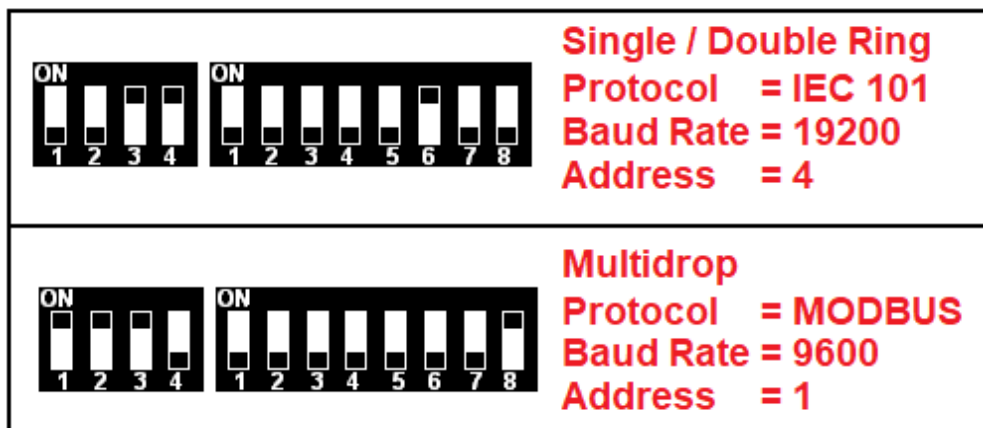 ON ON
1 2 3 4 1 2 3 4 5 6 7 8
Single / Double Ring
Protocol = IEC 101
Baud Rate = 19200
Address = 4
ON ON
1 2 3 4 1 2 3 4 5 6 7 8
Multidrop
Protocol = MODBUS
Baud Rate = 9600
Address = 1